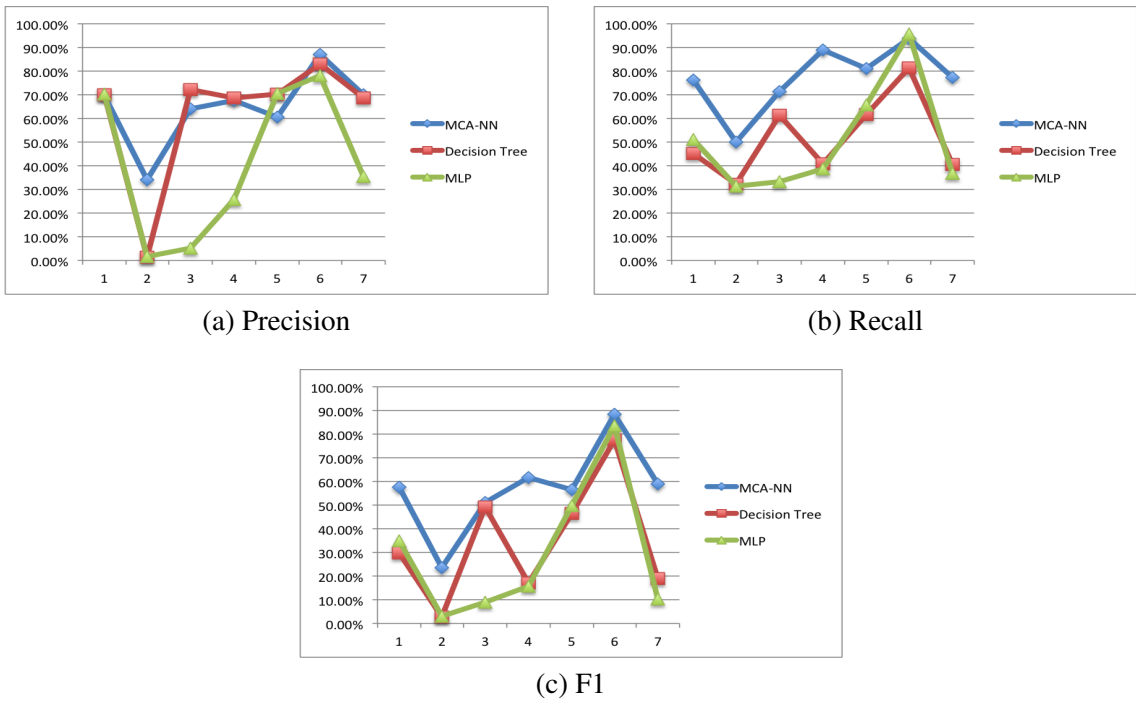 100.00%
90.00%
80.00%
70.00%
60.00%
50.00%
40.00%
30.00%
20.00%
10.00%
0.00%
1 2 3 4 5 6 7
MCA-NN
Decision Tree
MLP
(a) Precision
100.00%
90.00%
80.00%
70.00%
60.00%
50.00%
40.00%
30.00%
20.00%
10.00%
0.00%
1 2 3 4 5 6 7
MCA-NN
Decision Tree
MLP
(b) Recall
100.00%
90.00%
80.00%
70.00%
60.00%
50.00%
40.00%
30.00%
20.00%
10.00%
0.00%
1 2 3 4 5 6 7
MCA-NN
Decision Tree
MLP
(c) F1